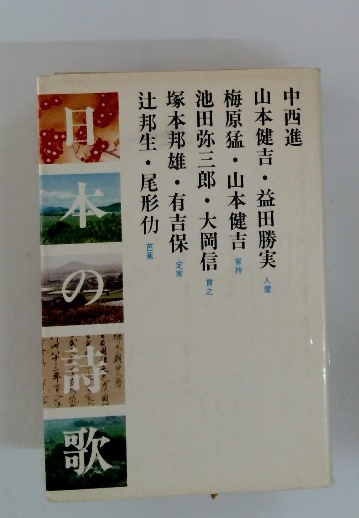 中西進
山本健吉・益田勝実 人麿
梅原猛・山本健吉 家持
池田弥三郎・大岡信 貫之
塚本邦雄・有吉保 定家
辻邦生・尾形仂 芭蕉
日本の詩歌